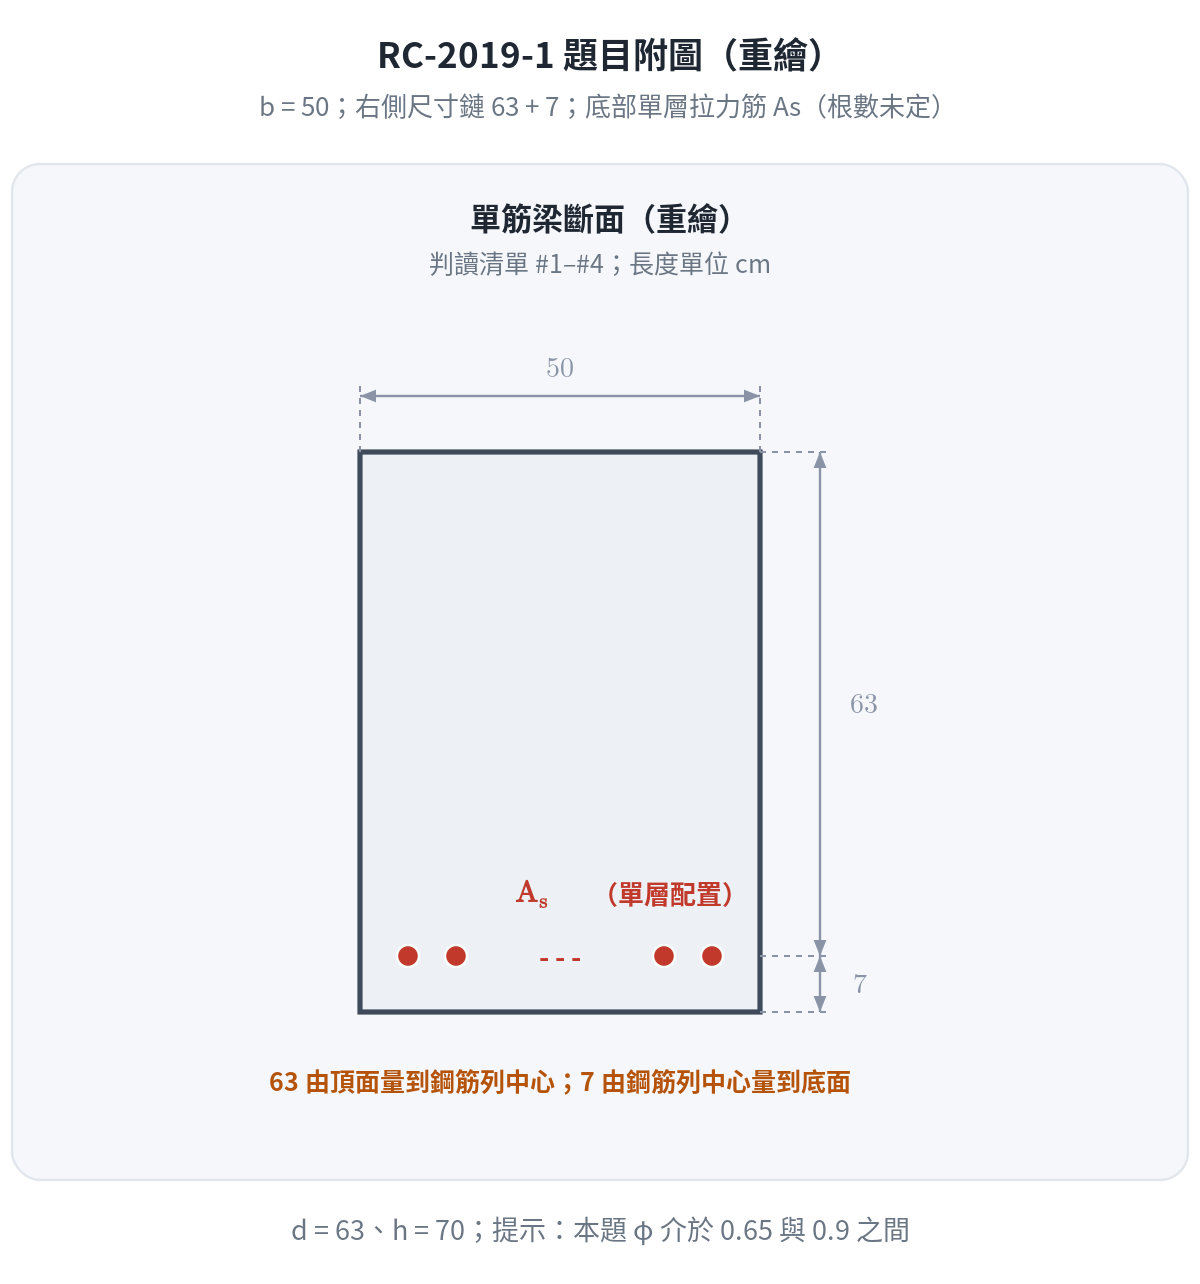 RC-2019-1 題目附圖（重繪）
b = 50；右側尺寸鏈 63 + 7；底部單層拉力筋 As（根數未定）
單筋梁斷面（重繪）
判讀清單 #1–#4；長度單位 cm
50
63
As （單層配置）
- - -
7
63 由頂面量到鋼筋列中心；7 由鋼筋列中心量到底面
d = 63、h = 70；提示：本題 φ 介於 0.65 與 0.9 之間